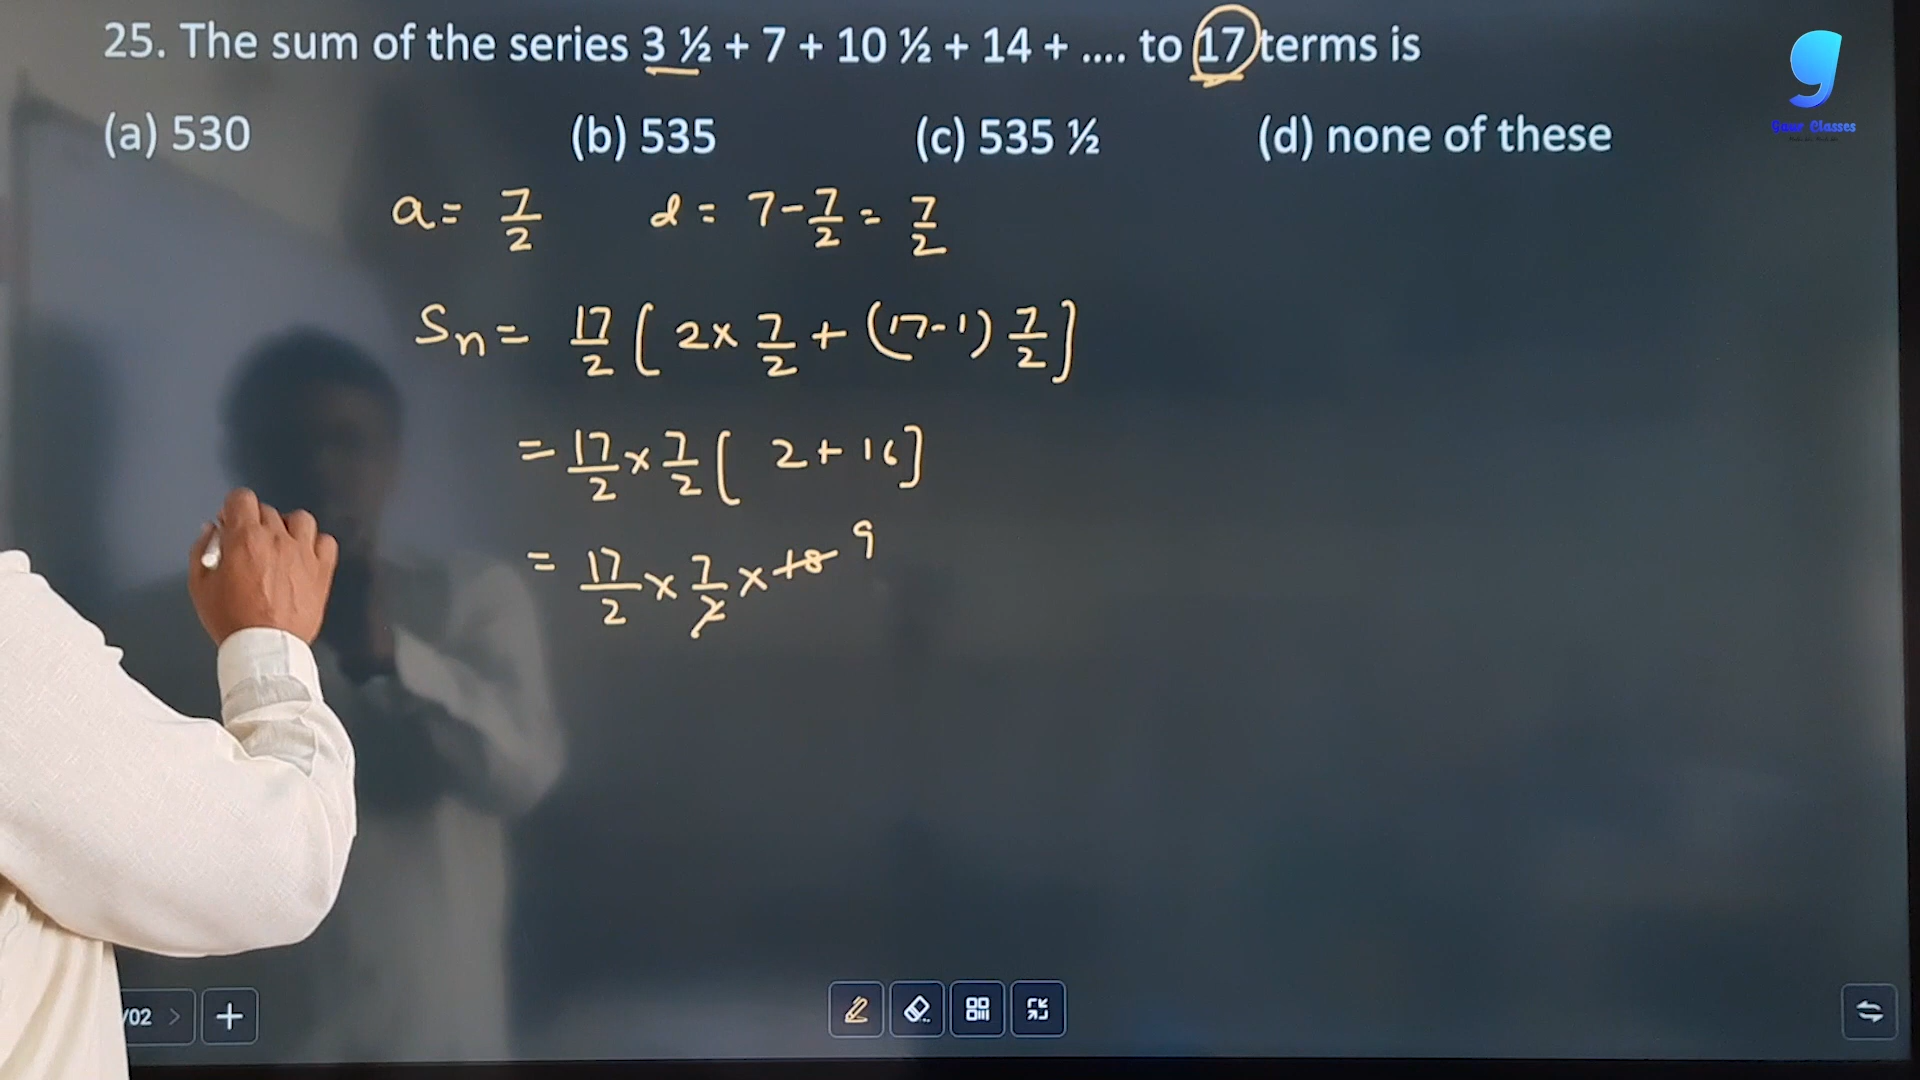 25. The sum of the series 3 ½ + 7 + 10 ½ + 14 + .... to 17 terms is
(a) 530 (b) 535 (c) 535 ½ (d) none of these
Gaur Classes
a = 7/2 d = 7 - 7/2 = 7/2
Sn = 17/2 [ 2 x 7/2 + (17-1) 7/2 ]
= 17/2 x 7/2 [ 2 + 16 ]
= 17/2 x 7/2 x 18 9
/02 > +